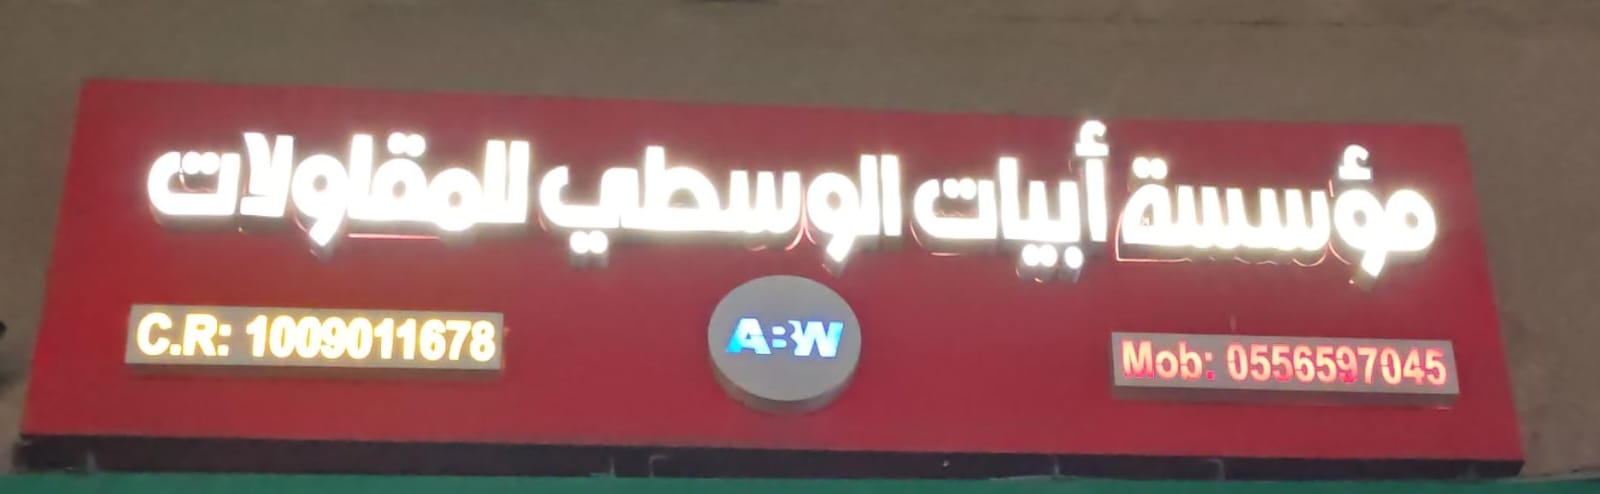 مؤسسة أبيات الوسطي للمقاولات
C.R: 1009011678
ABW
Mob: 0556597045